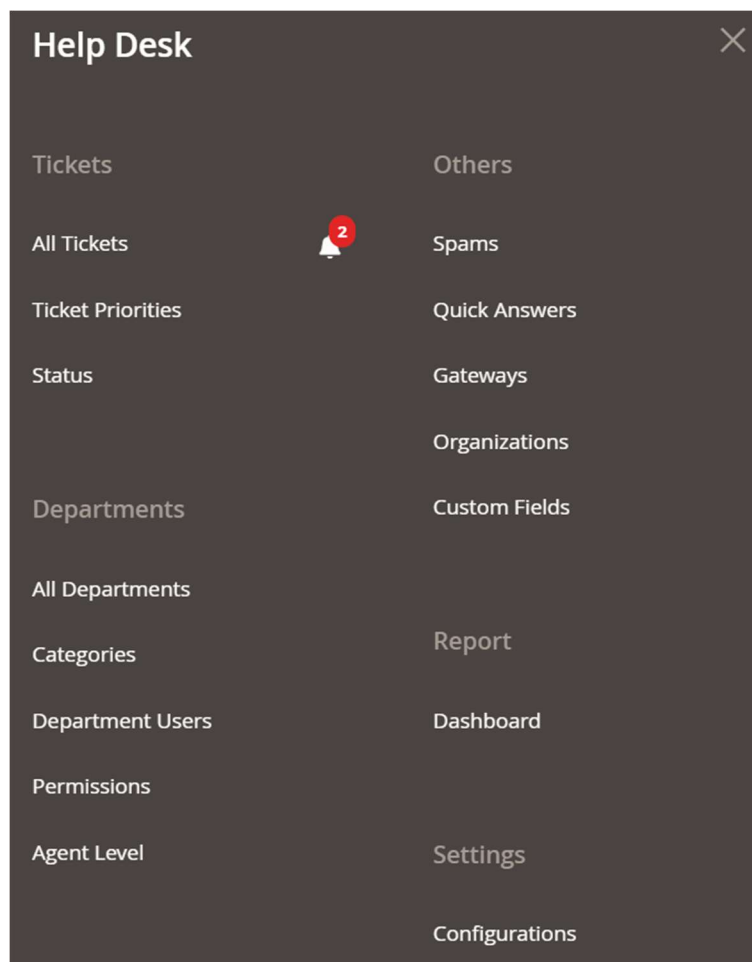 Help Desk
Tickets
All Tickets
2
Ticket Priorities
Status
Departments
All Departments
Categories
Department Users
Permissions
Agent Level
Others
Spams
Quick Answers
Gateways
Organizations
Custom Fields
Report
Dashboard
Settings
Configurations